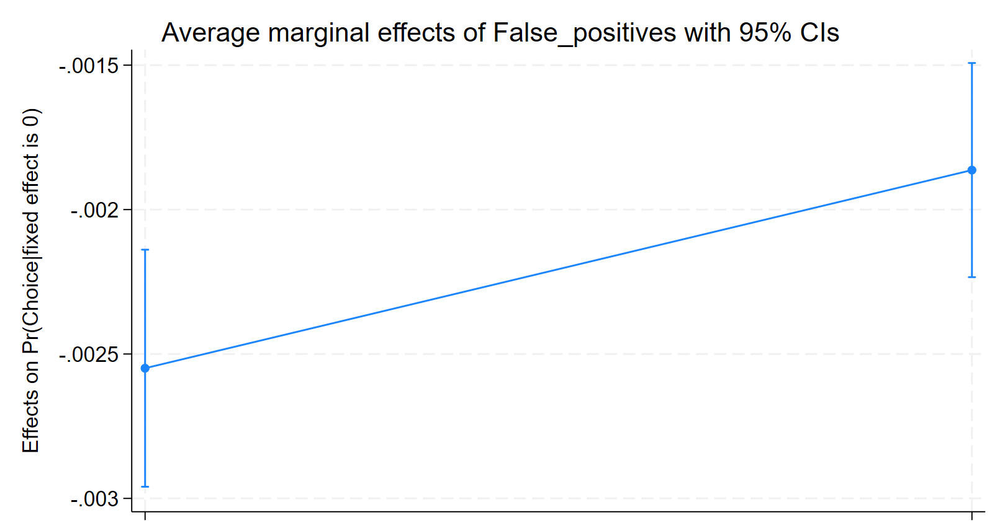 Average marginal effects of False_positives with 95% CIs
Effects on Pr(Choice|fixed effect is 0)
-.0015
-.002
-.0025
-.003